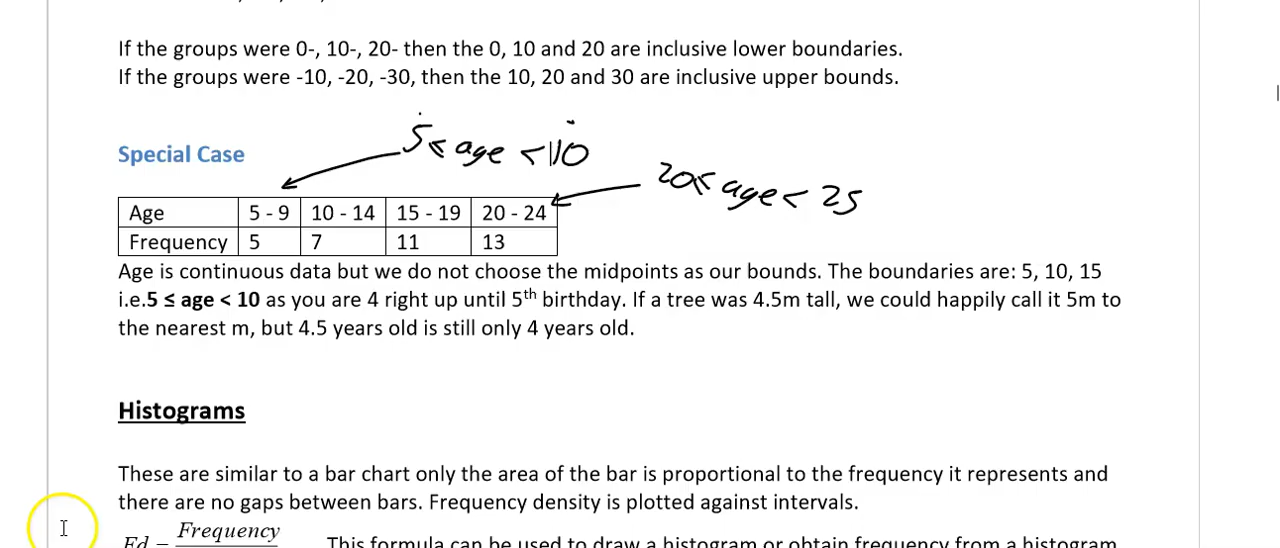 If the groups were 0-, 10-, 20- then the 0, 10 and 20 are inclusive lower boundaries.
If the groups were -10, -20, -30, then the 10, 20 and 30 are inclusive upper bounds.
5 ≤ age < 10
Special Case
20 ≤ age < 25
Age 5 - 9 10 - 14 15 - 19 20 - 24
Frequency 5 7 11 13
Age is continuous data but we do not choose the midpoints as our bounds. The boundaries are: 5, 10, 15
i.e.5 ≤ age < 10 as you are 4 right up until 5th birthday. If a tree was 4.5m tall, we could happily call it 5m to
the nearest m, but 4.5 years old is still only 4 years old.
Histograms
These are similar to a bar chart only the area of the bar is proportional to the frequency it represents and
there are no gaps between bars. Frequency density is plotted against intervals.
Frequency
Fd =
This formula can be used to draw a histogram or obtain frequency from a histogram